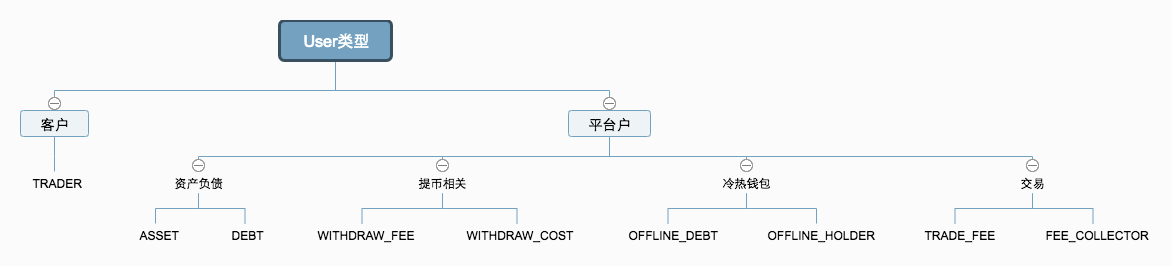 User类型
客户
平台户
TRADER
资产负债
提币相关
冷热钱包
交易
ASSET
DEBT
WITHDRAW_FEE
WITHDRAW_COST
OFFLINE_DEBT
OFFLINE_HOLDER
TRADE_FEE
FEE_COLLECTOR